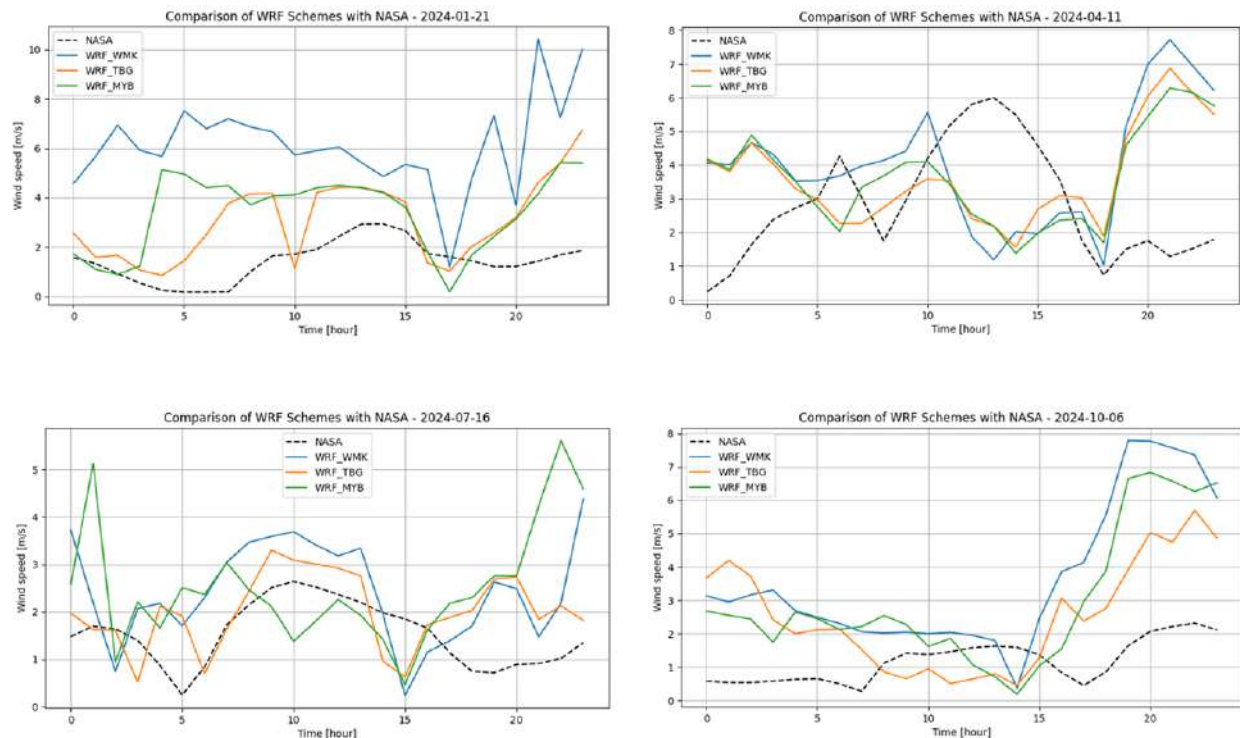 Comparison of WRF Schemes with NASA - 2024-01-21
NASA
WRF_WMK
WRF_TBG
WRF_MYB
Wind speed [m/s]
10
8
6
4
2
0
0 5 10 15 20
Time [hour]
Comparison of WRF Schemes with NASA - 2024-04-11
NASA
WRF_WMK
WRF_TBG
WRF_MYB
Wind speed [m/s]
8
7
6
5
4
3
2
1
0
0 5 10 15 20
Time [hour]
Comparison of WRF Schemes with NASA - 2024-07-16
NASA
WRF_WMK
WRF_TBG
WRF_MYB
Wind speed [m/s]
5
4
3
2
1
0
0 5 10 15 20
Time [hour]
Comparison of WRF Schemes with NASA - 2024-10-06
NASA
WRF_WMK
WRF_TBG
WRF_MYB
Wind speed [m/s]
8
7
6
5
4
3
2
1
0
0 5 10 15 20
Time [hour]